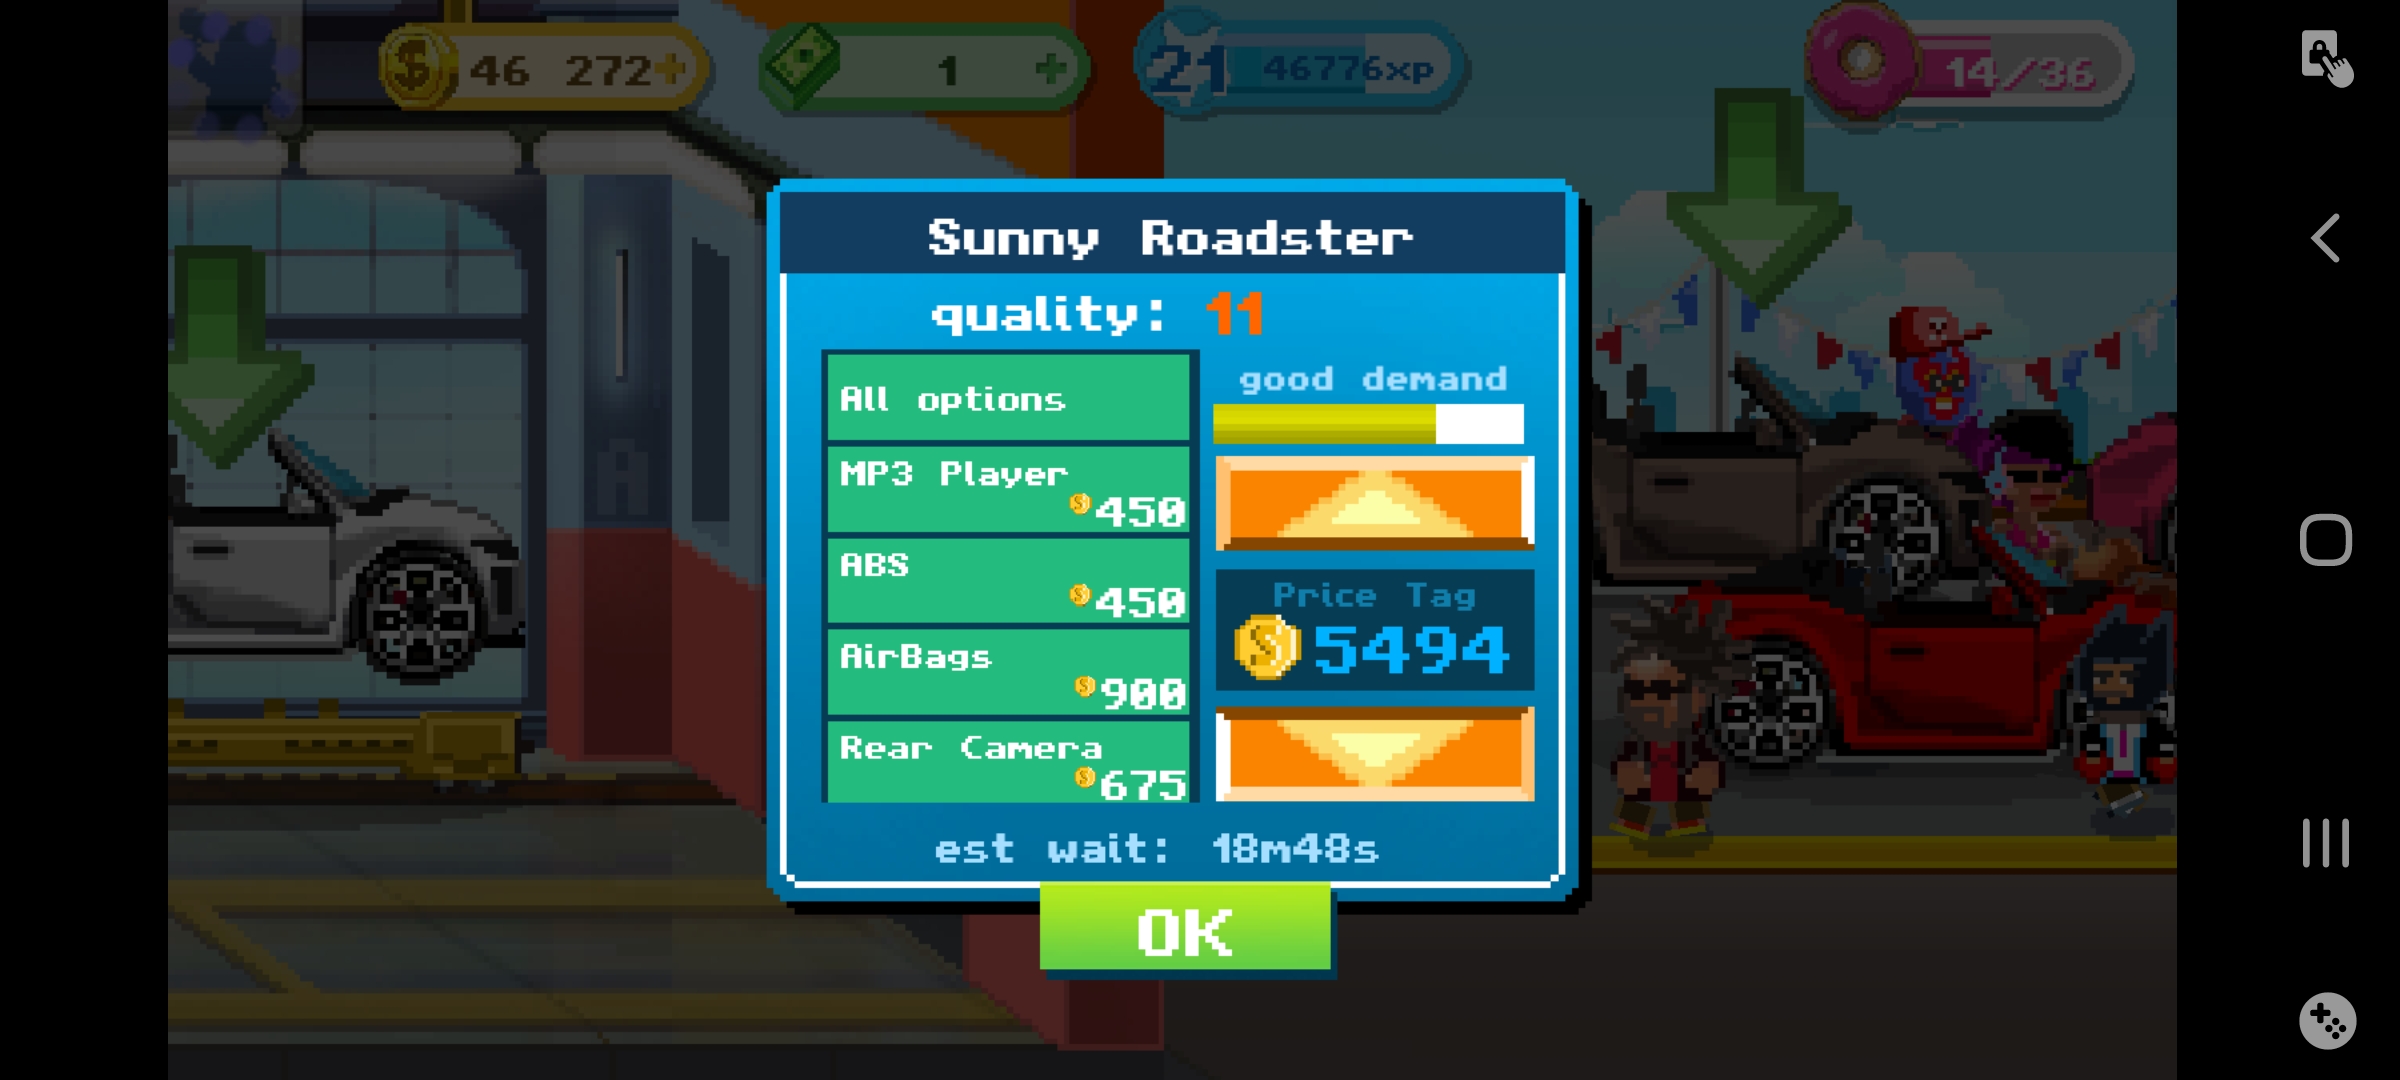 46 272
1
21 46776xp
14/36
Sunny Roadster
quality: 11
All options
good demand
MP3 Player
450
ABS
450
AirBags
900
Rear Camera
675
Price Tag
5494
est wait: 18m48s
OK
A